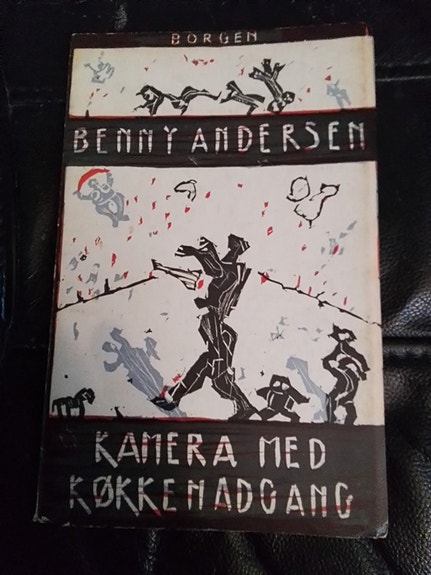 BORGEN
BENNY ANDERSEN
KAMERA MED
KØKKENADGANG